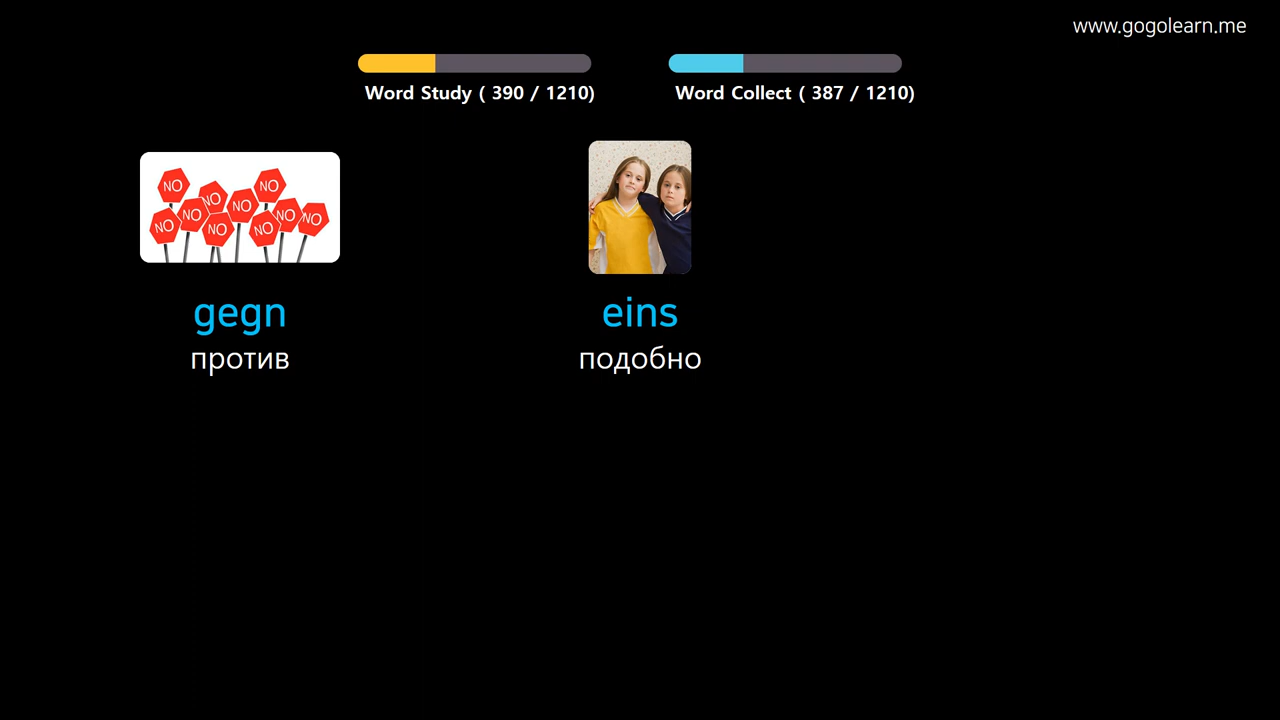 www.gogolearn.me
Word Study ( 390 / 1210)
Word Collect ( 387 / 1210)
NO
NO
NO
NO
NO
NO
NO
NO
NO
NO
gegn
eins
против
подобно